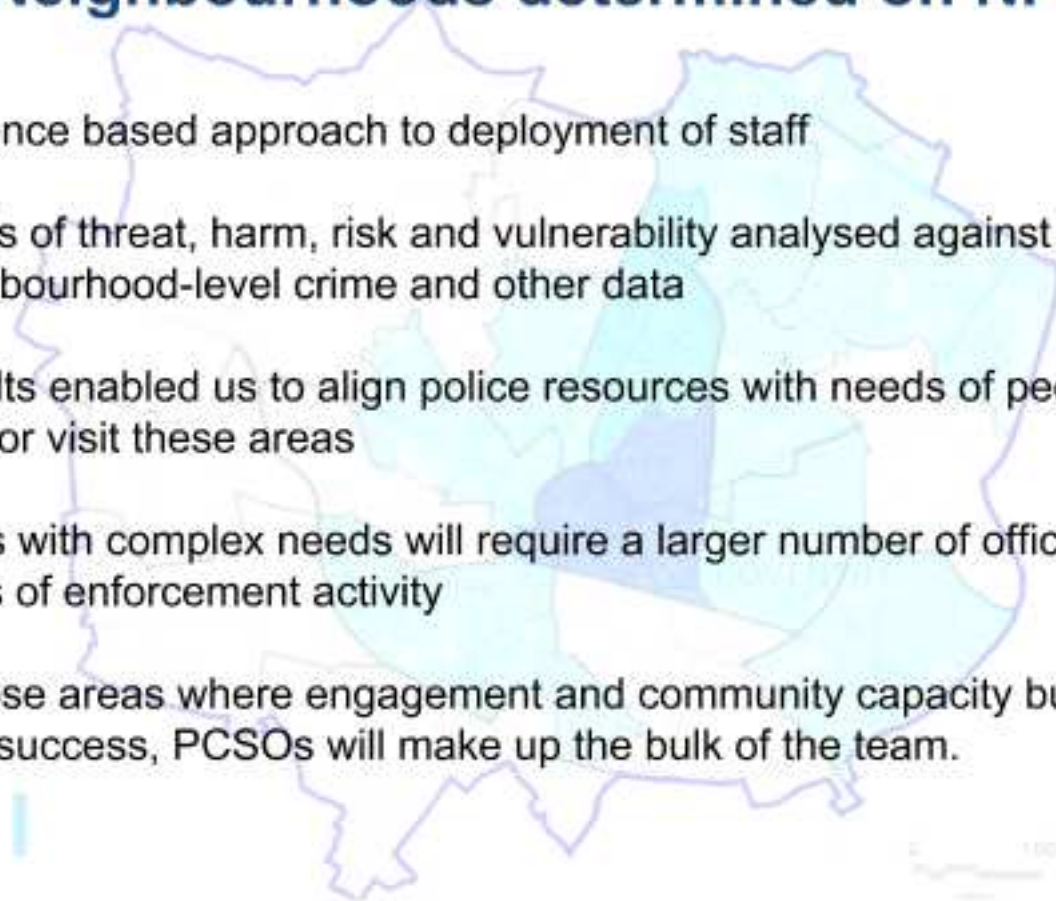 Neighbourhoods determined on N
nce based approach to deployment of staff
s of threat, harm, risk and vulnerability analysed against
bourhood-level crime and other data
lts enabled us to align police resources with needs of pe
or visit these areas
s with complex needs will require a larger number of offic
s of enforcement activity
se areas where engagement and community capacity bu
success, PCSOs will make up the bulk of the team.